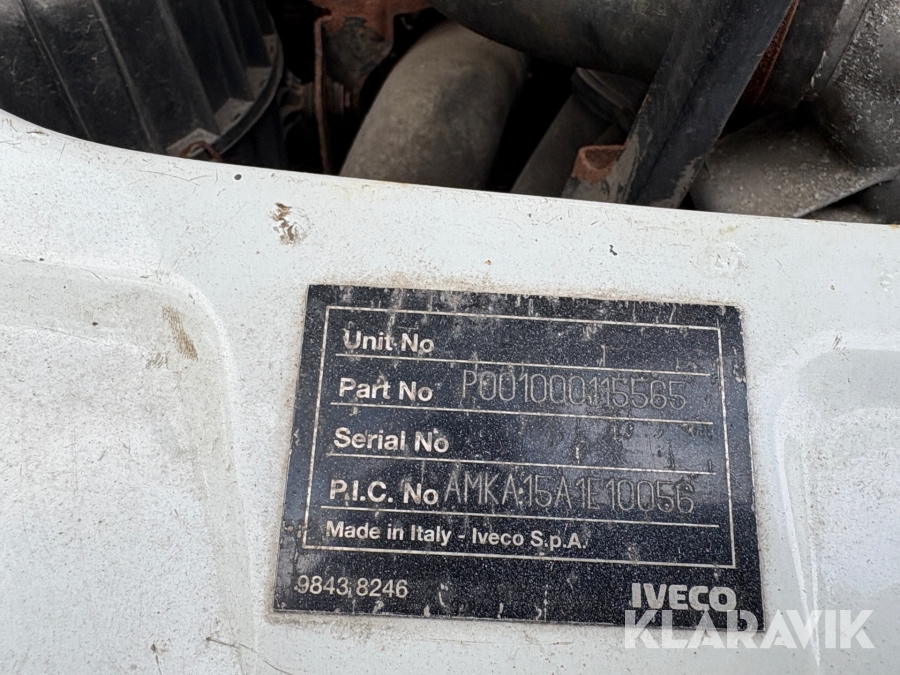 Unit No
Part No P001000115565
Serial No
P.I.C. No AMKA15A1E10056
Made in Italy - Iveco S.p.A.
9843 8246
IVECO
KLARAVIK